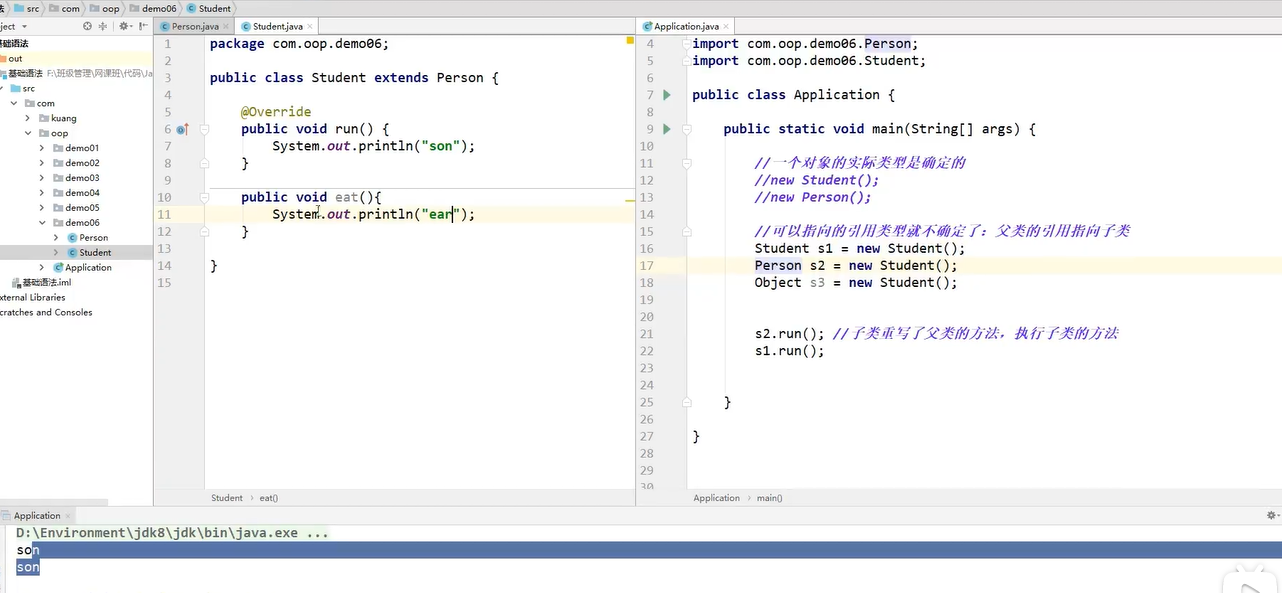 src com oop demo06 Student
ject
Person.java Student.java Application.java
基础语法
out
基础语法 F:\班级管理\网课班\代码\Ja
src
com
kuang
oop
demo01
demo02
demo03
demo04
demo05
demo06
Person
Student
Application
基础语法.iml
xternal Libraries
cratches and Consoles
1 package com.oop.demo06;
2
3 public class Student extends Person {
4
5 @Override
6 public void run() {
7 System.out.println("son");
8 }
9
10 public void eat(){
11 System.out.println("ear");
12 }
13
14 }
15
Student › eat()
4 import com.oop.demo06.Person;
5 import com.oop.demo06.Student;
6
7 public class Application {
8
9 public static void main(String[] args) {
10
11 //一个对象的实际类型是确定的
12 //new Student();
13 //new Person();
14
15 //可以指向的引用类型就不确定了：父类的引用指向子类
16 Student s1 = new Student();
17 Person s2 = new Student();
18 Object s3 = new Student();
19
20
21 s2.run(); //子类重写了父类的方法，执行子类的方法
22 s1.run();
23
24
25 }
26
27 }
28
29
30
Application › main()
Application
D:\Environment\jdk8\jdk\bin\java.exe ...
son
son